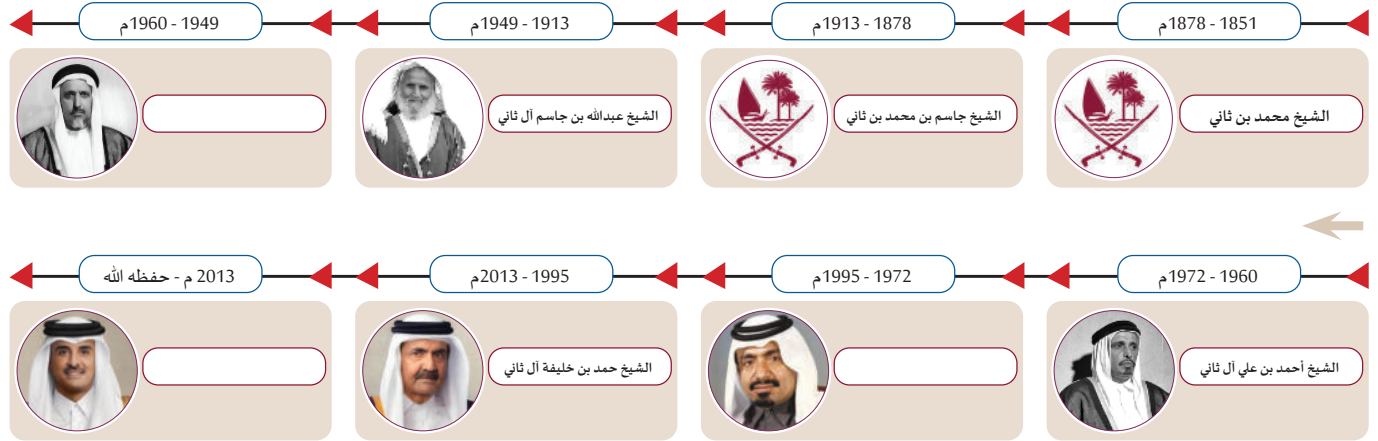 1851 - 1878م
1878 - 1913م
1913 - 1949م
1949 - 1960م
الشيخ محمد بن ثاني
الشيخ جاسم بن محمد بن ثاني
الشيخ عبدالله بن جاسم آل ثاني
1960 - 1972م
1972 - 1995م
1995 - 2013م
2013 م - حفظه الله
الشيخ أحمد بن علي آل ثاني
الشيخ حمد بن خليفة آل ثاني